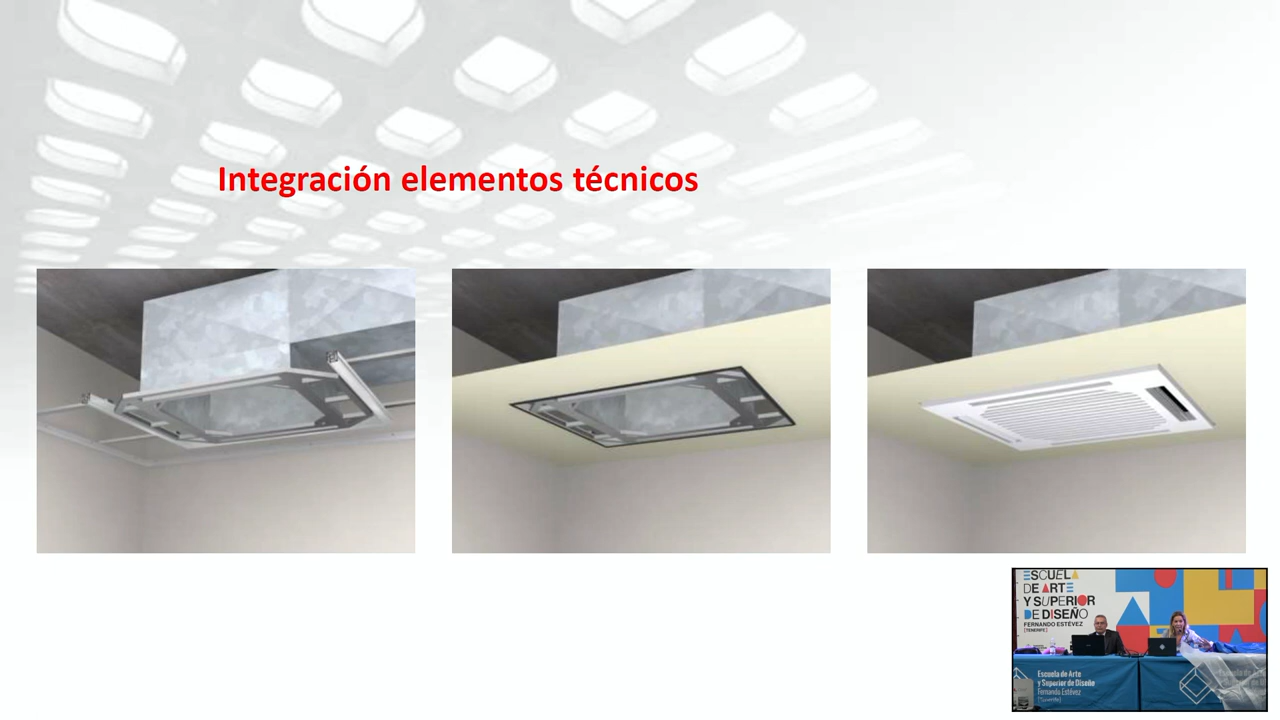 Integración elementos técnicos
ESCUELA
DE ARTE
Y SUPERIOR
DE DISEÑO
FERNANDO ESTÉVEZ
[TENERIFE]
Escuela de Arte
y Superior de Diseño
Fernando Estévez
[Tenerife]